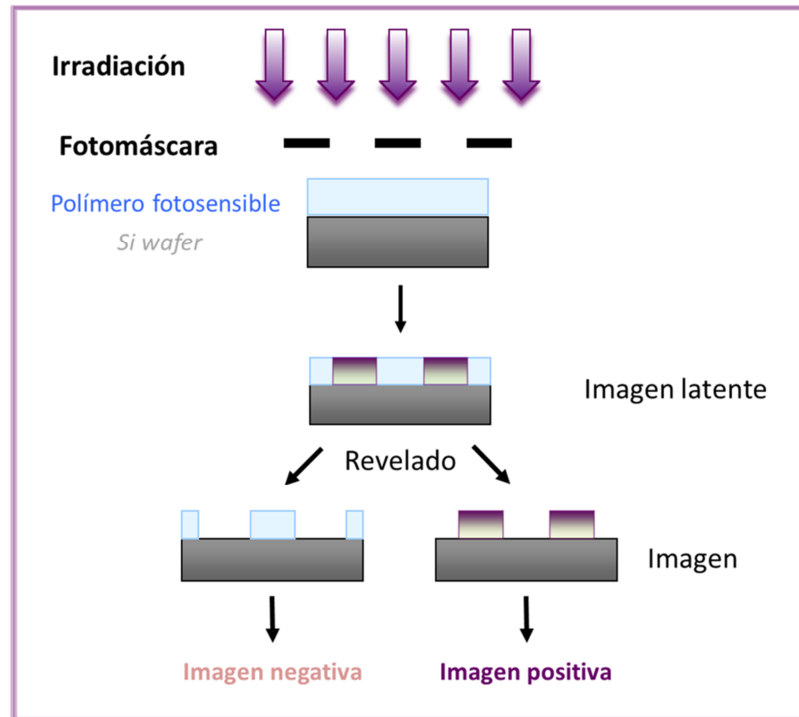 Irradiación
Fotomáscara
Polímero fotosensible
Si wafer
Imagen latente
Revelado
Imagen
Imagen negativa
Imagen positiva